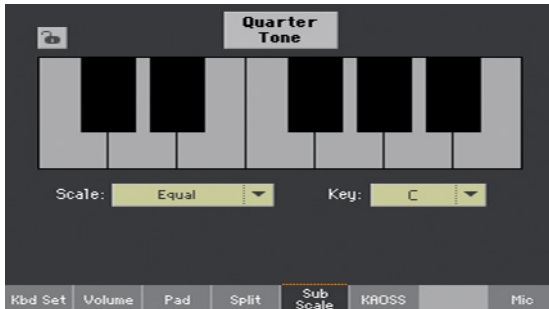 Quarter
Tone
Scale: Equal Key: C
Kbd Set Volume Pad Split Sub Scale KAOSS Mic